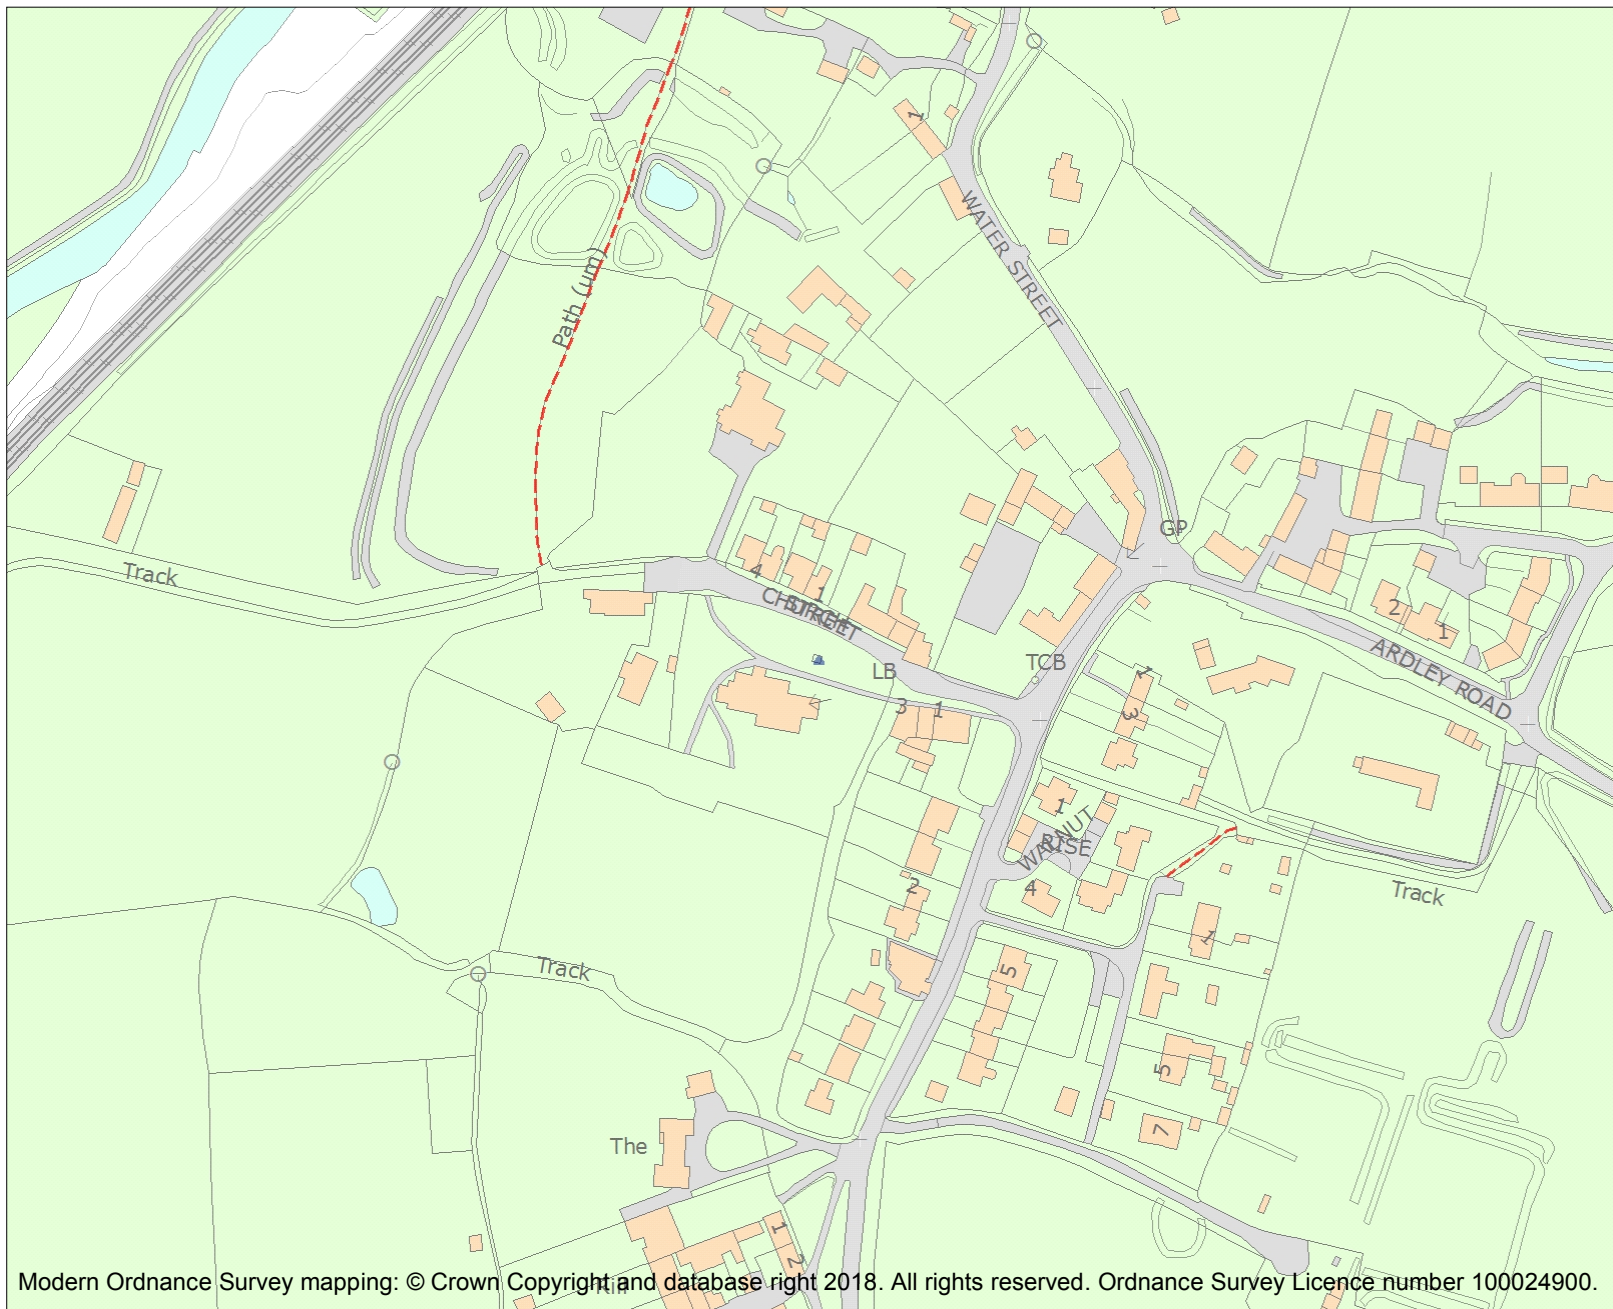 1
WATER STREET
Path (um)
GP
Track
4
1
CHURCH
STREET
2
1
ARDLEY ROAD
LB
TCB
1
3
3
1
1
WALNUT
RISE
4
2
Track
1
5
Track
5
7
The
1
2
Kiln
Modern Ordnance Survey mapping: © Crown Copyright and database right 2018. All rights reserved. Ordnance Survey Licence number 100024900.